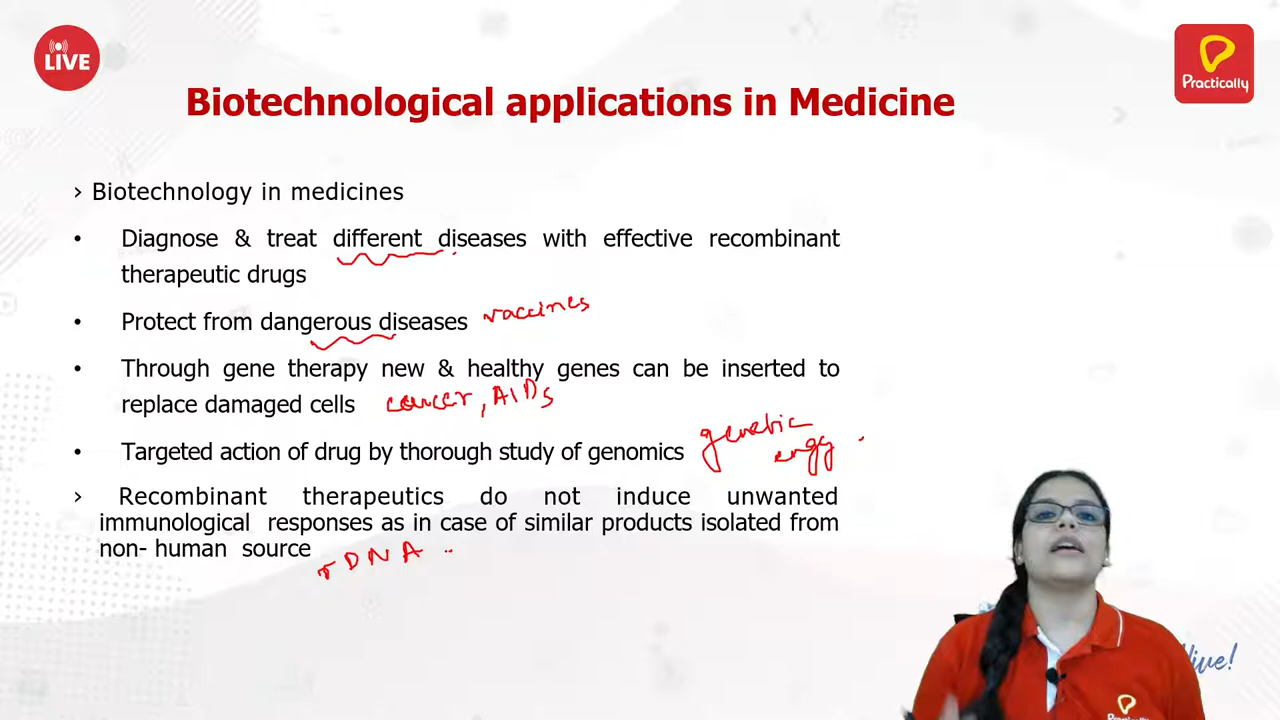 LIVE
Practically
Biotechnological applications in Medicine
› Biotechnology in medicines
• Diagnose & treat different diseases with effective recombinant
therapeutic drugs
• Protect from dangerous diseases vaccines
• Through gene therapy new & healthy genes can be inserted to
replace damaged cells cancer, AIDs
• Targeted action of drug by thorough study of genomics genetic
engg
› Recombinant therapeutics do not induce unwanted
immunological responses as in case of similar products isolated from
non- human source
rDNA
live!
Practically